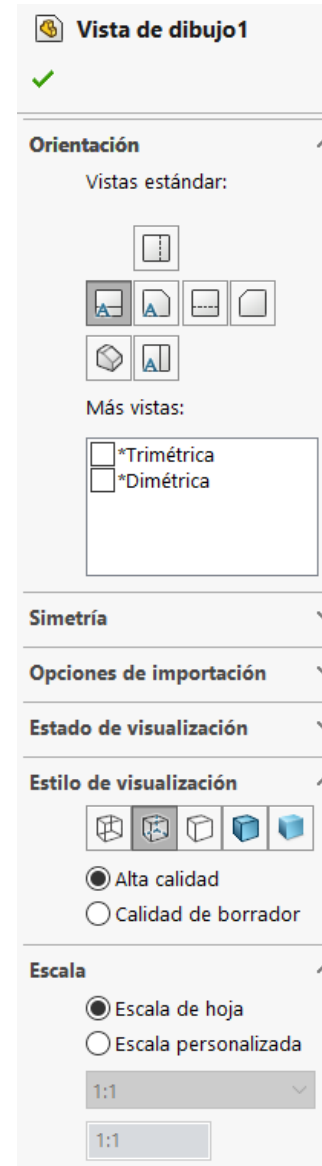 Vista de dibujo1
Orientación
Vistas estándar:
A A
A
Más vistas:
*Trimétrica
*Dimétrica
Simetría
Opciones de importación
Estado de visualización
Estilo de visualización
Alta calidad
Calidad de borrador
Escala
Escala de hoja
Escala personalizada
1:1
1:1